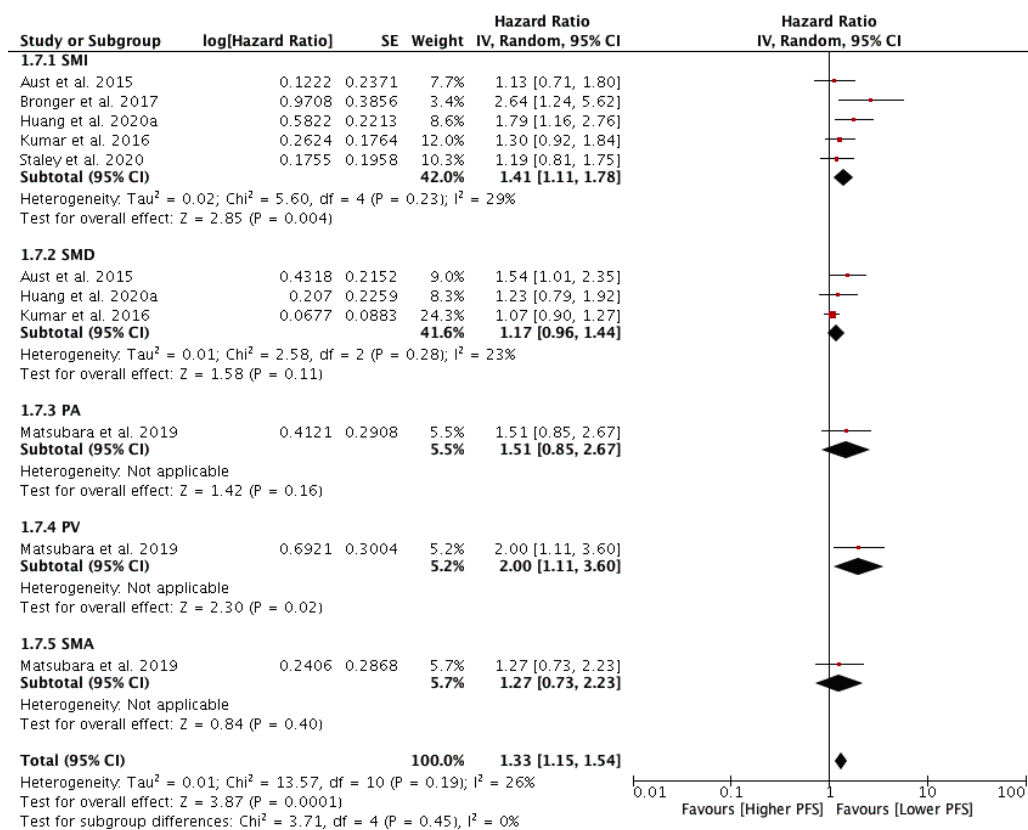 Hazard Ratio Hazard Ratio
Study or Subgroup log[Hazard Ratio] SE Weight IV, Random, 95% CI IV, Random, 95% CI
1.7.1 SMI
Aust et al. 2015 0.1222 0.2371 7.7% 1.13 [0.71, 1.80]
Bronger et al. 2017 0.9708 0.3856 3.4% 2.64 [1.24, 5.62]
Huang et al. 2020a 0.5822 0.2213 8.6% 1.79 [1.16, 2.76]
Kumar et al. 2016 0.2624 0.1764 12.0% 1.30 [0.92, 1.84]
Staley et al. 2020 0.1755 0.1958 10.3% 1.19 [0.81, 1.75]
Subtotal (95% CI) 42.0% 1.41 [1.11, 1.78]
Heterogeneity: Tau² = 0.02; Chi² = 5.60, df = 4 (P = 0.23); I² = 29%
Test for overall effect: Z = 2.85 (P = 0.004)
1.7.2 SMD
Aust et al. 2015 0.4318 0.2152 9.0% 1.54 [1.01, 2.35]
Huang et al. 2020a 0.207 0.2259 8.3% 1.23 [0.79, 1.92]
Kumar et al. 2016 0.0677 0.0883 24.3% 1.07 [0.90, 1.27]
Subtotal (95% CI) 41.6% 1.17 [0.96, 1.44]
Heterogeneity: Tau² = 0.01; Chi² = 2.58, df = 2 (P = 0.28); I² = 23%
Test for overall effect: Z = 1.58 (P = 0.11)
1.7.3 PA
Matsubara et al. 2019 0.4121 0.2908 5.5% 1.51 [0.85, 2.67]
Subtotal (95% CI) 5.5% 1.51 [0.85, 2.67]
Heterogeneity: Not applicable
Test for overall effect: Z = 1.42 (P = 0.16)
1.7.4 PV
Matsubara et al. 2019 0.6921 0.3004 5.2% 2.00 [1.11, 3.60]
Subtotal (95% CI) 5.2% 2.00 [1.11, 3.60]
Heterogeneity: Not applicable
Test for overall effect: Z = 2.30 (P = 0.02)
1.7.5 SMA
Matsubara et al. 2019 0.2406 0.2868 5.7% 1.27 [0.73, 2.23]
Subtotal (95% CI) 5.7% 1.27 [0.73, 2.23]
Heterogeneity: Not applicable
Test for overall effect: Z = 0.84 (P = 0.40)
Total (95% CI) 100.0% 1.33 [1.15, 1.54]
Heterogeneity: Tau² = 0.01; Chi² = 13.57, df = 10 (P = 0.19); I² = 26%
Test for overall effect: Z = 3.87 (P = 0.0001)
Test for subgroup differences: Chi² = 3.71, df = 4 (P = 0.45), I² = 0%
0.01 0.1 1 10 100
Favours [Higher PFS] Favours [Lower PFS]